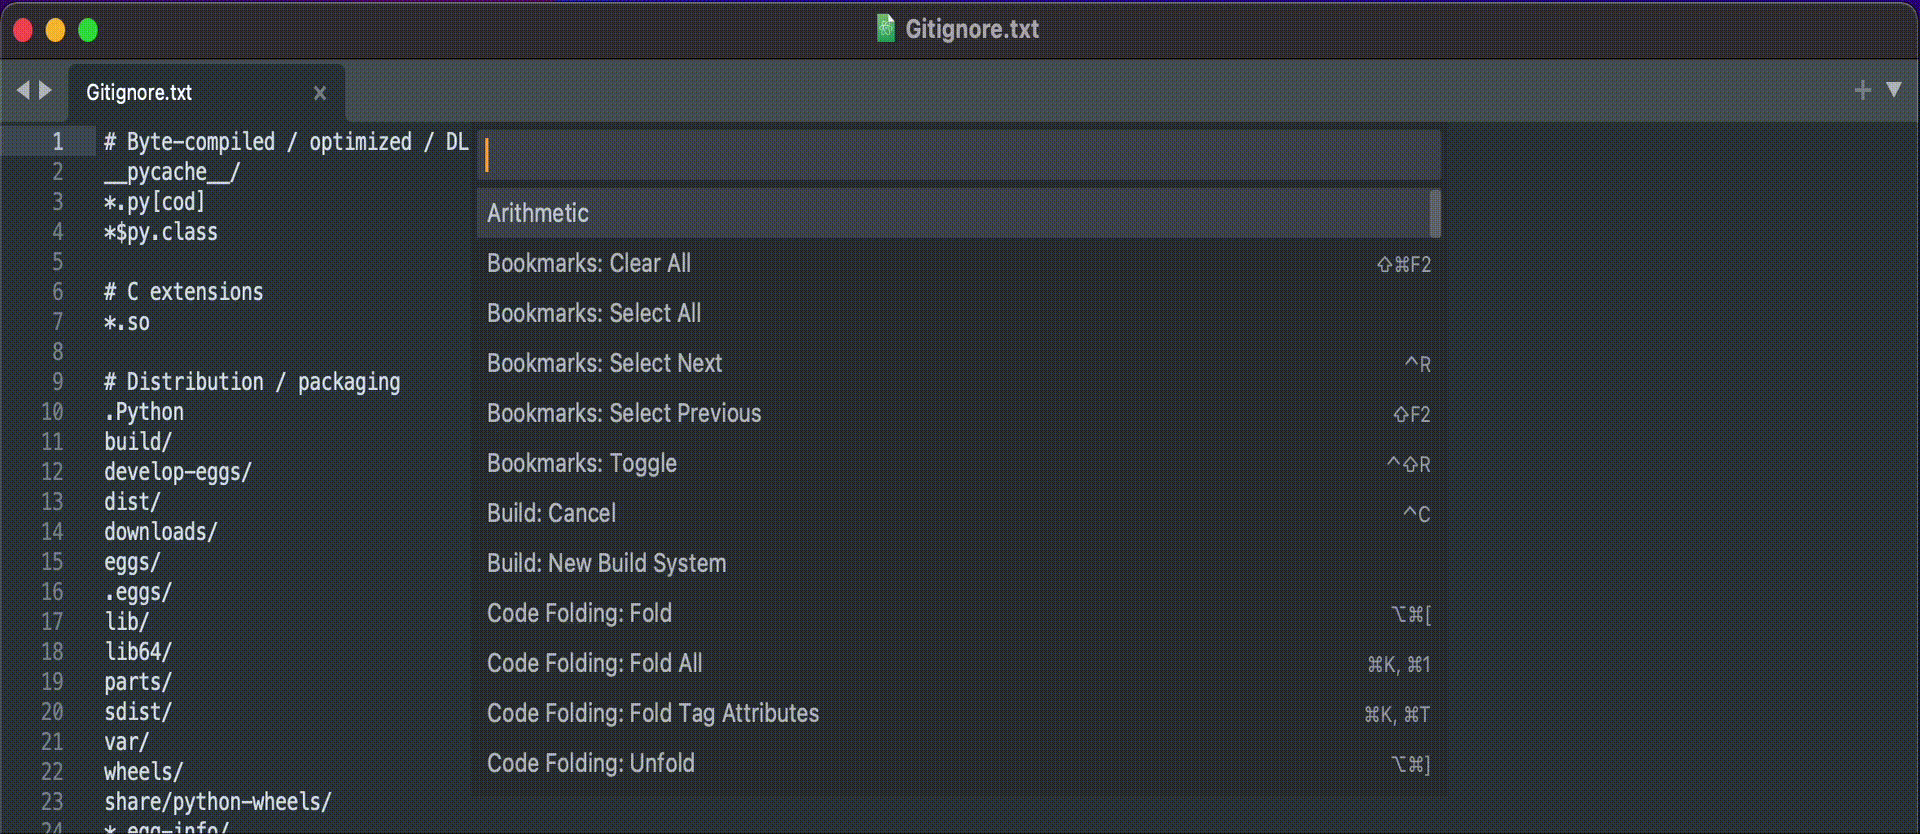 Gitignore.txt
Gitignore.txt ×
1 # Byte-compiled / optimized / DL
2 __pycache__/
3 *.py[cod]
4 *$py.class
5
6 # C extensions
7 *.so
8
9 # Distribution / packaging
10 .Python
11 build/
12 develop-eggs/
13 dist/
14 downloads/
15 eggs/
16 .eggs/
17 lib/
18 lib64/
19 parts/
20 sdist/
21 var/
22 wheels/
23 share/python-wheels/
24 *.egg-info/
Arithmetic
Bookmarks: Clear All ⇧⌘F2
Bookmarks: Select All
Bookmarks: Select Next ^R
Bookmarks: Select Previous ⇧F2
Bookmarks: Toggle ^⇧R
Build: Cancel ^C
Build: New Build System
Code Folding: Fold ⌥⌘[
Code Folding: Fold All ⌘K, ⌘1
Code Folding: Fold Tag Attributes ⌘K, ⌘T
Code Folding: Unfold ⌥⌘]